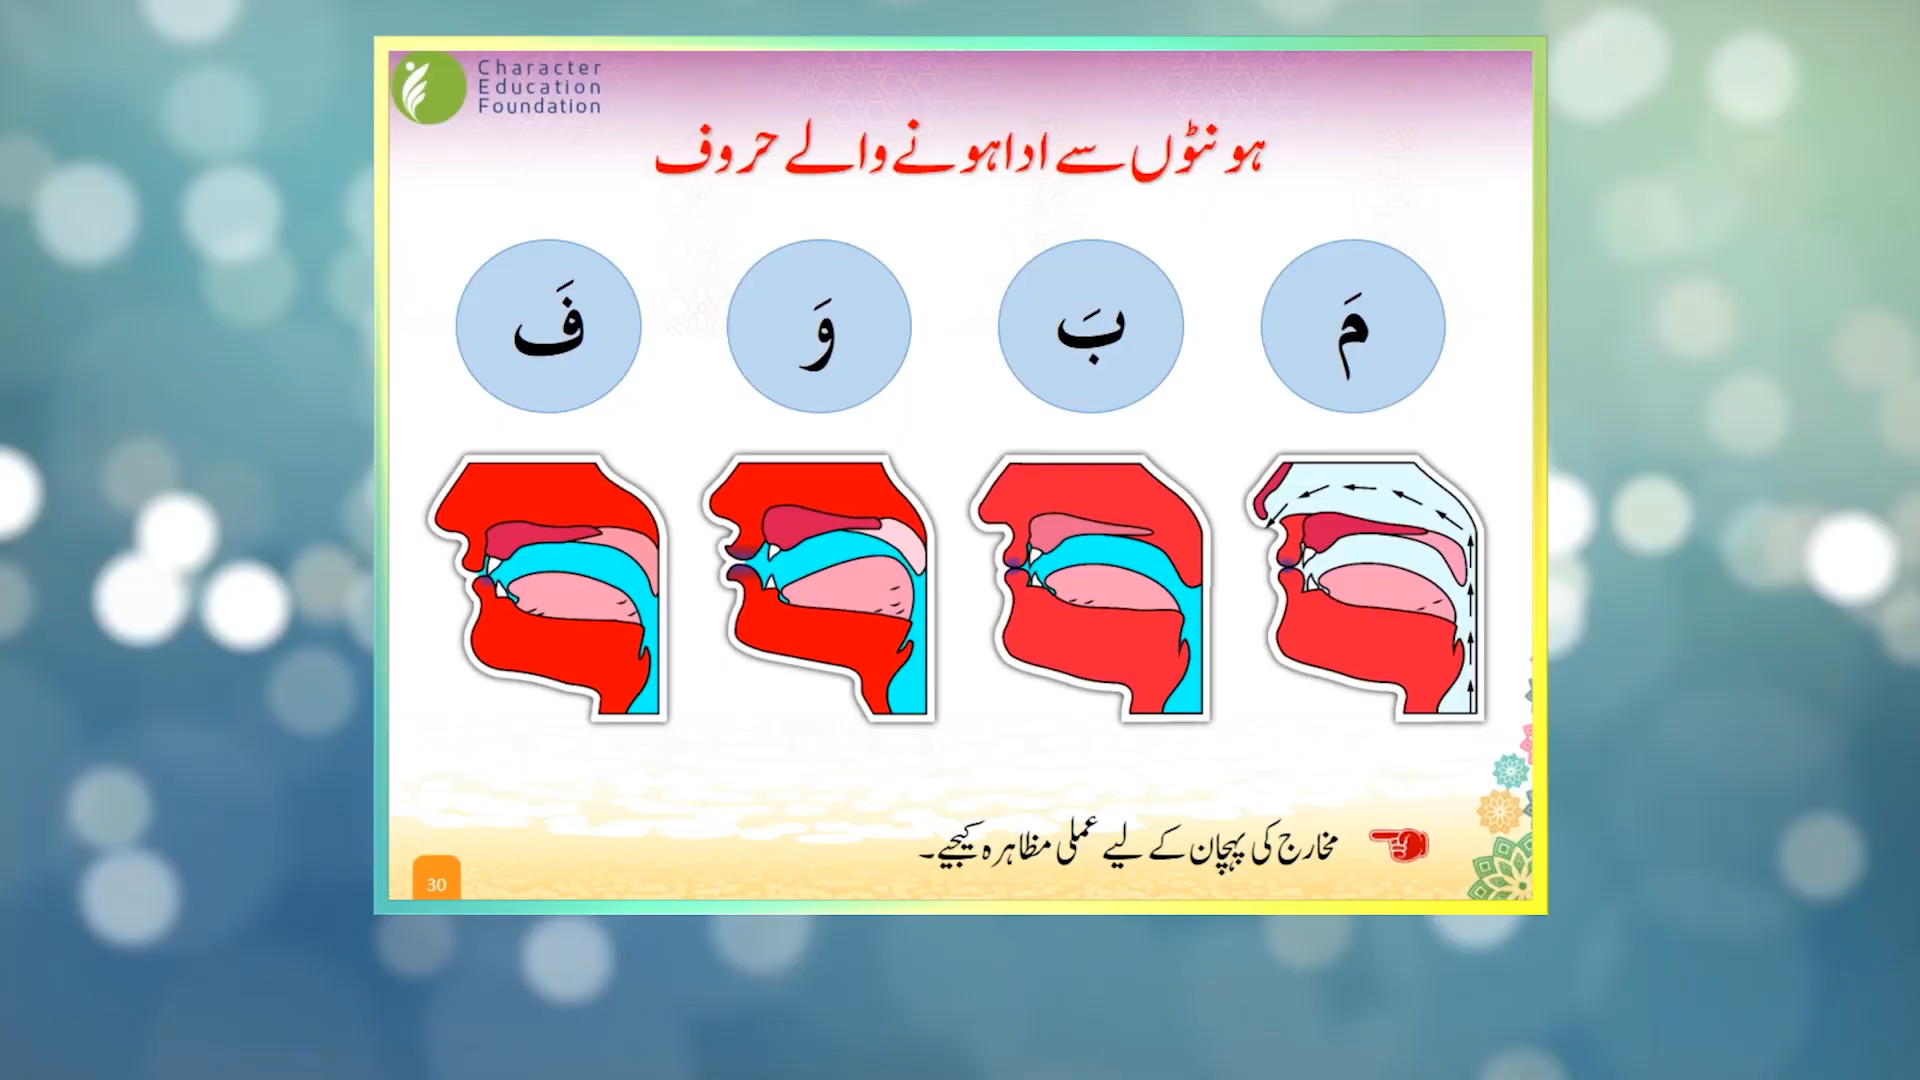 Character
Education
Foundation
ہونٹوں سے ادا ہونے والے حروف
مَ بَ وَ فَ
مخارج کی پہچان کے لیے عملی مظاہرہ کیجیے۔
30